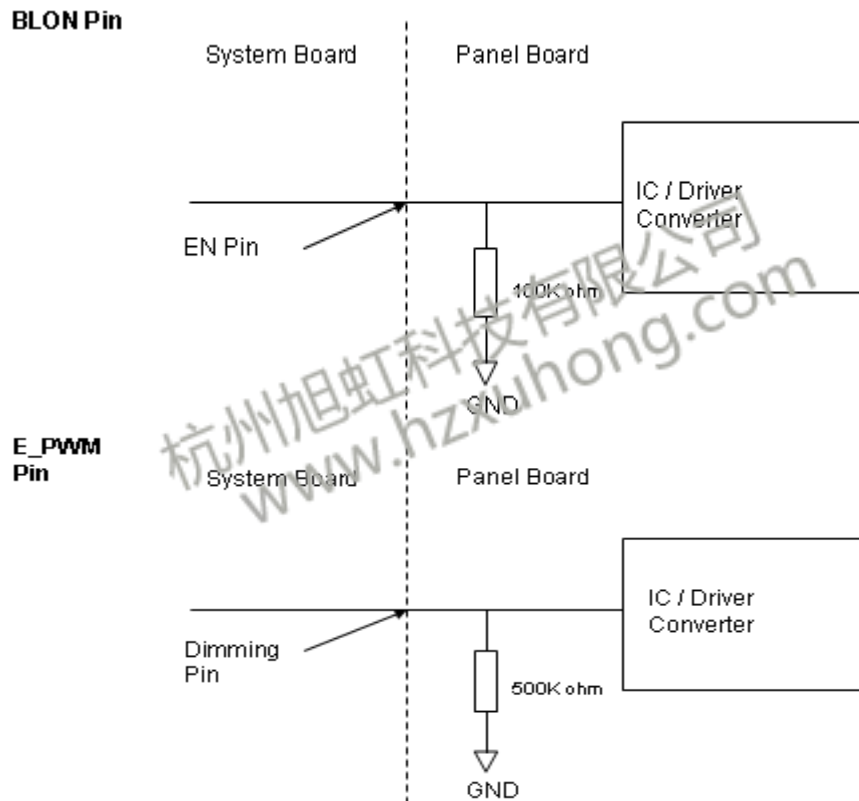 BLON Pin
System Board
Panel Board
IC / Driver
Converter
EN Pin
100K ohm
GND
杭州旭虹科技有限公司
www.hzxuhong.com
E_PWM
Pin
System Board
Panel Board
IC / Driver
Converter
Dimming
Pin
500K ohm
GND